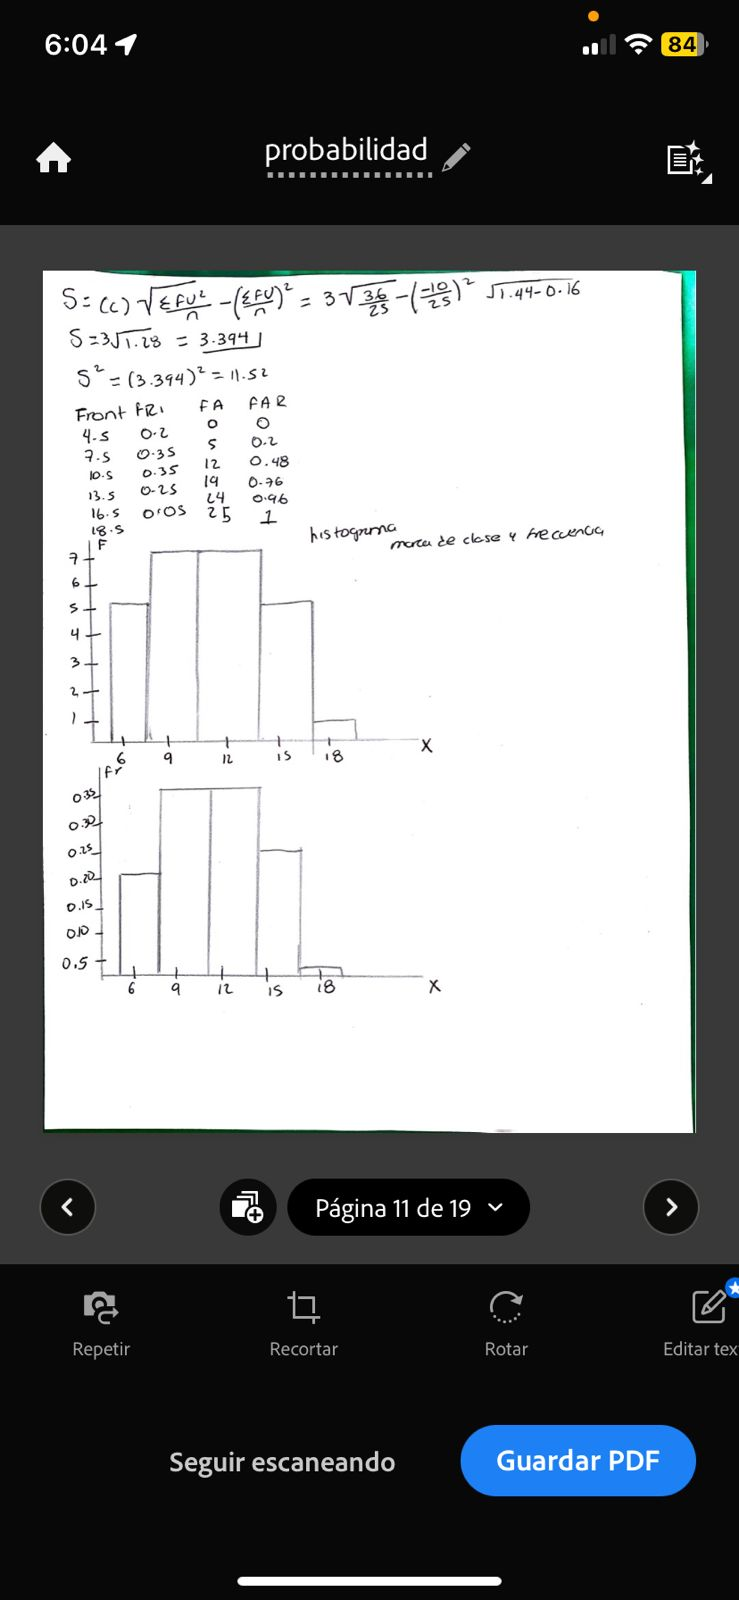 6:04
84
probabilidad
S= (c) √ΣFU²/n - (ΣFU/n)² = 3√36/25 - (-10/25)² √1.44-0.16
S=3√1.28 = 3.394
S² = (3.394)² = 11.52
Front FRi FA FAR
4.5 0.2 0 0
7.5 0.35 5 0.2
10.5 0.35 12 0.48
13.5 0.25 19 0.76
16.5 0.05 24 0.96
18.5 25 1
histograma
marca de clase y frecuencia
F
7
6
5
4
3
2
1
6 9 12 15 18 X
Fr
0.35
0.30
0.25
0.20
0.15
0.10
0.5
6 9 12 15 18 X
Página 11 de 19
Repetir Recortar Rotar Editar tex
Seguir escaneando Guardar PDF